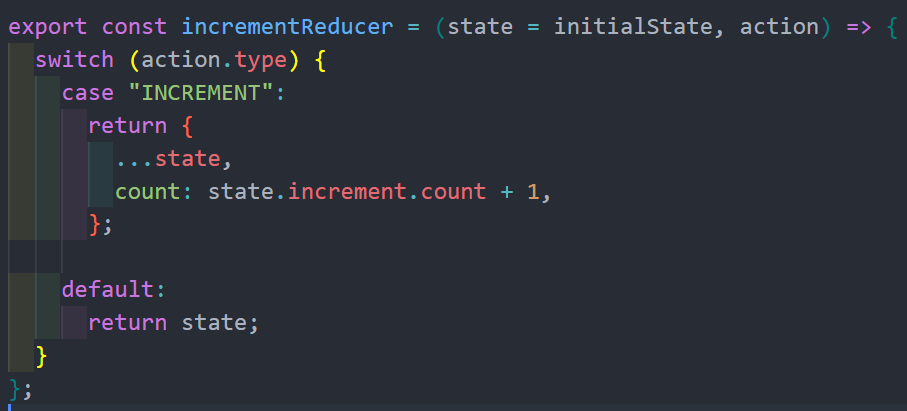 export const incrementReducer = (state = initialState, action) => {
  switch (action.type) {
    case "INCREMENT":
      return {
        ...state,
        count: state.increment.count + 1,
      };

    default:
      return state;
  }
};